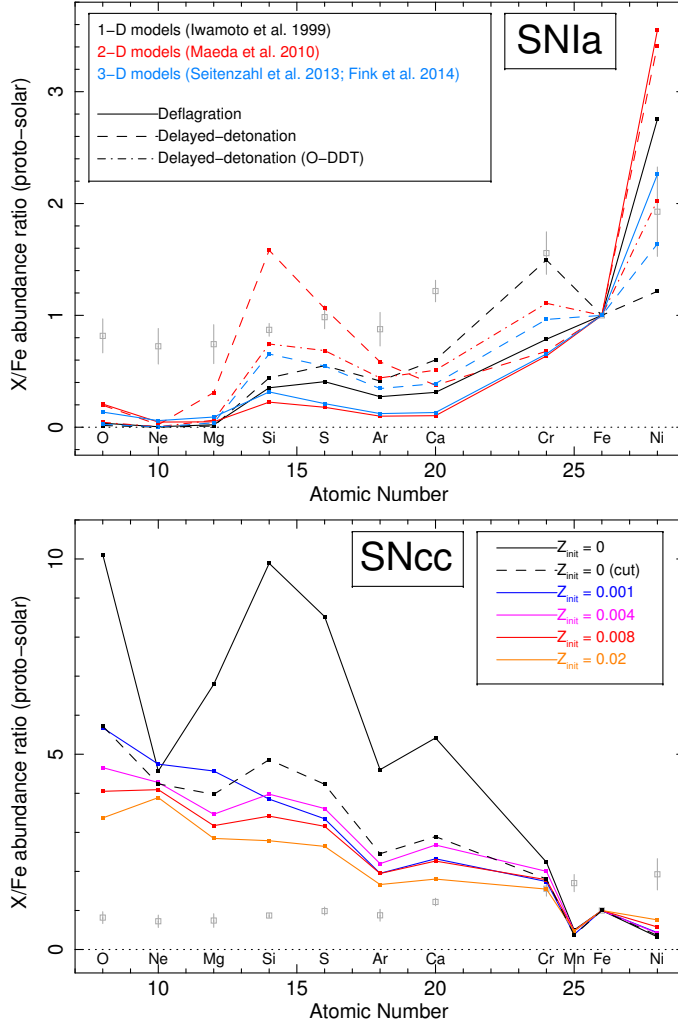 1−D models (Iwamoto et al. 1999)
2−D models (Maeda et al. 2010)
3−D models (Seitenzahl et al. 2013; Fink et al. 2014)
Deflagration
Delayed−detonation
Delayed−detonation (O−DDT)
SNIa
X/Fe abundance ratio (proto−solar)
3
2
1
0
O Ne Mg Si S Ar Ca Cr Fe Ni
10 15 20 25
Atomic Number
SNcc
Z_init = 0
Z_init = 0 (cut)
Z_init = 0.001
Z_init = 0.004
Z_init = 0.008
Z_init = 0.02
X/Fe abundance ratio (proto−solar)
10
5
0
O Ne Mg Si S Ar Ca Cr Mn Fe Ni
10 15 20 25
Atomic Number